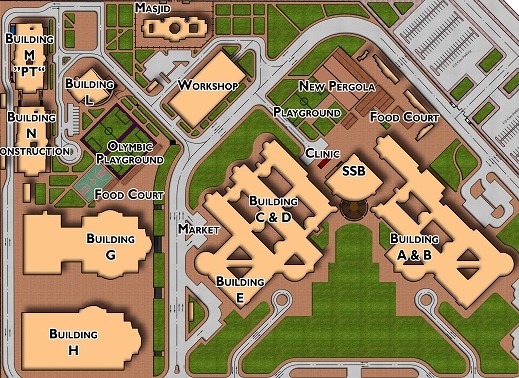 Masjid
Building
M
"PT"
Building
L
Workshop
New Pergola
Playground
Food Court
Building
N
Construction
Olympic
Playground
Clinic
SSB
Food Court
Building
C & D
Market
Building
G
Building
A & B
Building
E
Building
H